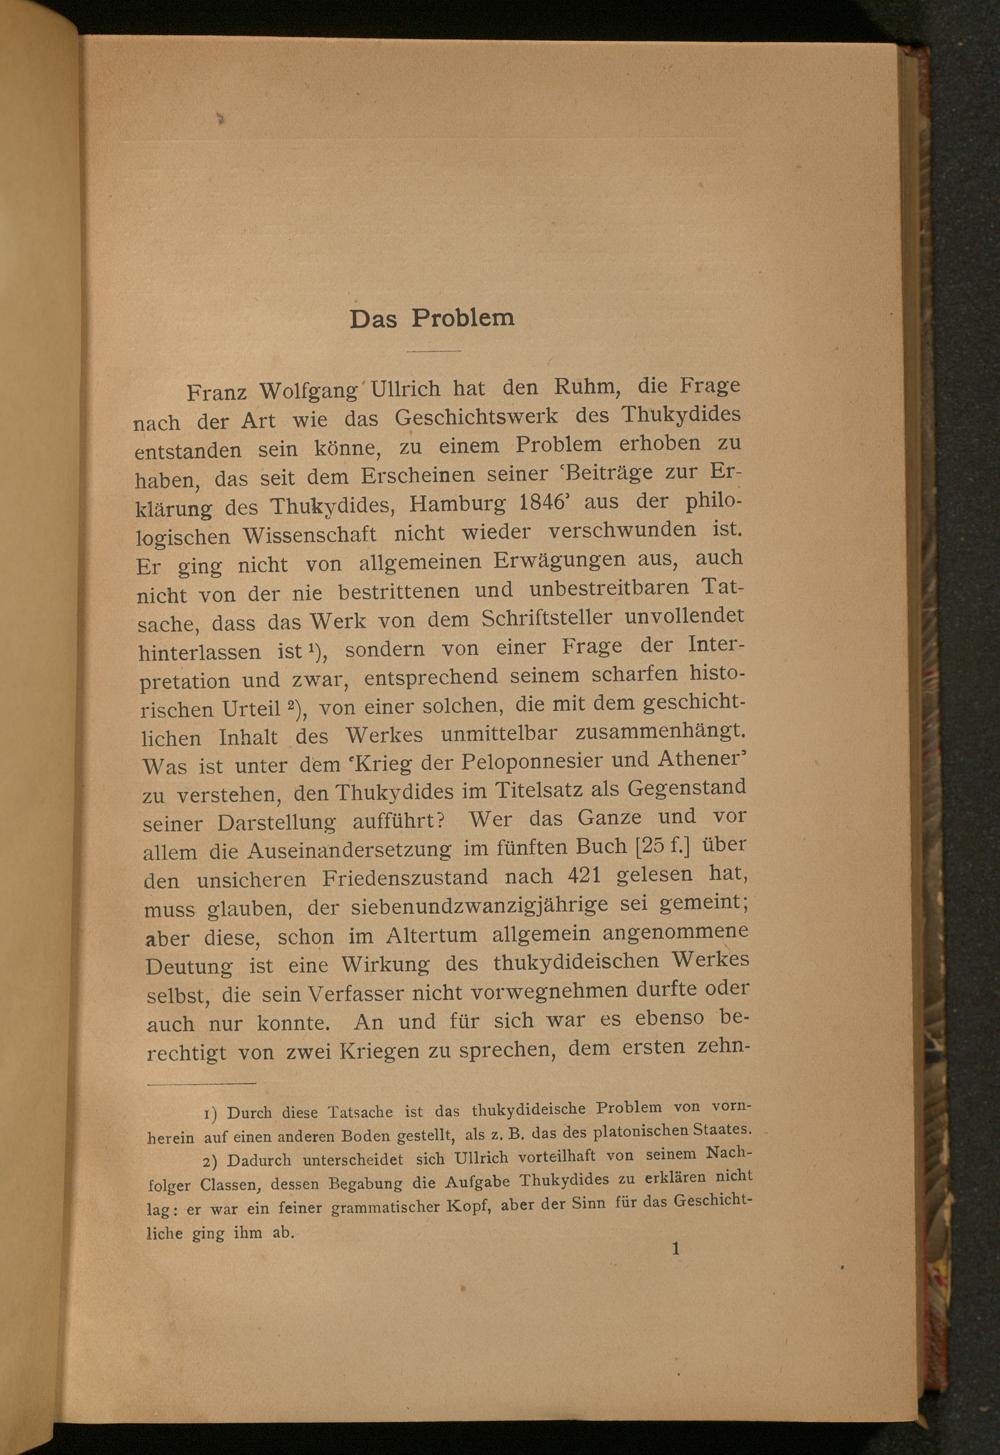 Das Problem
Franz Wolfgang Ullrich hat den Ruhm, die Frage
nach der Art wie das Geschichtswerk des Thukydides
entstanden sein könne, zu einem Problem erhoben zu
haben, das seit dem Erscheinen seiner ‘Beiträge zur Er-
klärung des Thukydides, Hamburg 1846’ aus der philo-
logischen Wissenschaft nicht wieder verschwunden ist.
Er ging nicht von allgemeinen Erwägungen aus, auch
nicht von der nie bestrittenen und unbestreitbaren Tat-
sache, dass das Werk von dem Schriftsteller unvollendet
hinterlassen ist ¹), sondern von einer Frage der Inter-
pretation und zwar, entsprechend seinem scharfen histo-
rischen Urteil ²), von einer solchen, die mit dem geschicht-
lichen Inhalt des Werkes unmittelbar zusammenhängt.
Was ist unter dem ‘Krieg der Peloponnesier und Athener’
zu verstehen, den Thukydides im Titelsatz als Gegenstand
seiner Darstellung aufführt? Wer das Ganze und vor
allem die Auseinandersetzung im fünften Buch [25 f.] über
den unsicheren Friedenszustand nach 421 gelesen hat,
muss glauben, der siebenundzwanzigjährige sei gemeint;
aber diese, schon im Altertum allgemein angenommene
Deutung ist eine Wirkung des thukydideischen Werkes
selbst, die sein Verfasser nicht vorwegnehmen durfte oder
auch nur konnte. An und für sich war es ebenso be-
rechtigt von zwei Kriegen zu sprechen, dem ersten zehn-
1) Durch diese Tatsache ist das thukydideische Problem von vorn-
herein auf einen anderen Boden gestellt, als z. B. das des platonischen Staates.
2) Dadurch unterscheidet sich Ullrich vorteilhaft von seinem Nach-
folger Classen, dessen Begabung die Aufgabe Thukydides zu erklären nicht
lag: er war ein feiner grammatischer Kopf, aber der Sinn für das Geschicht-
liche ging ihm ab.
1